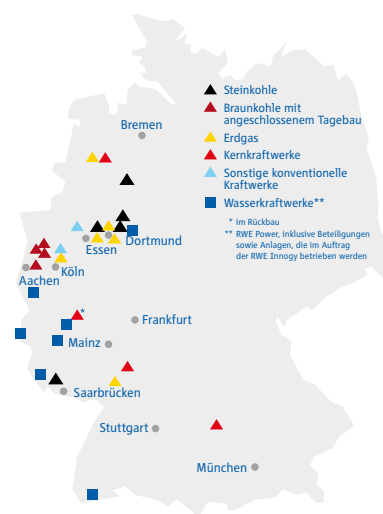 Steinkohle
Braunkohle mit
angeschlossenem Tagebau
Erdgas
Kernkraftwerke
Sonstige konventionelle
Kraftwerke
Wasserkraftwerke**
* im Rückbau
** RWE Power, inklusive Beteiligungen
sowie Anlagen, die im Auftrag
der RWE Innogy betrieben werden
Bremen
Dortmund
Essen
Köln
Aachen
*
Frankfurt
Mainz
Saarbrücken
Stuttgart
München